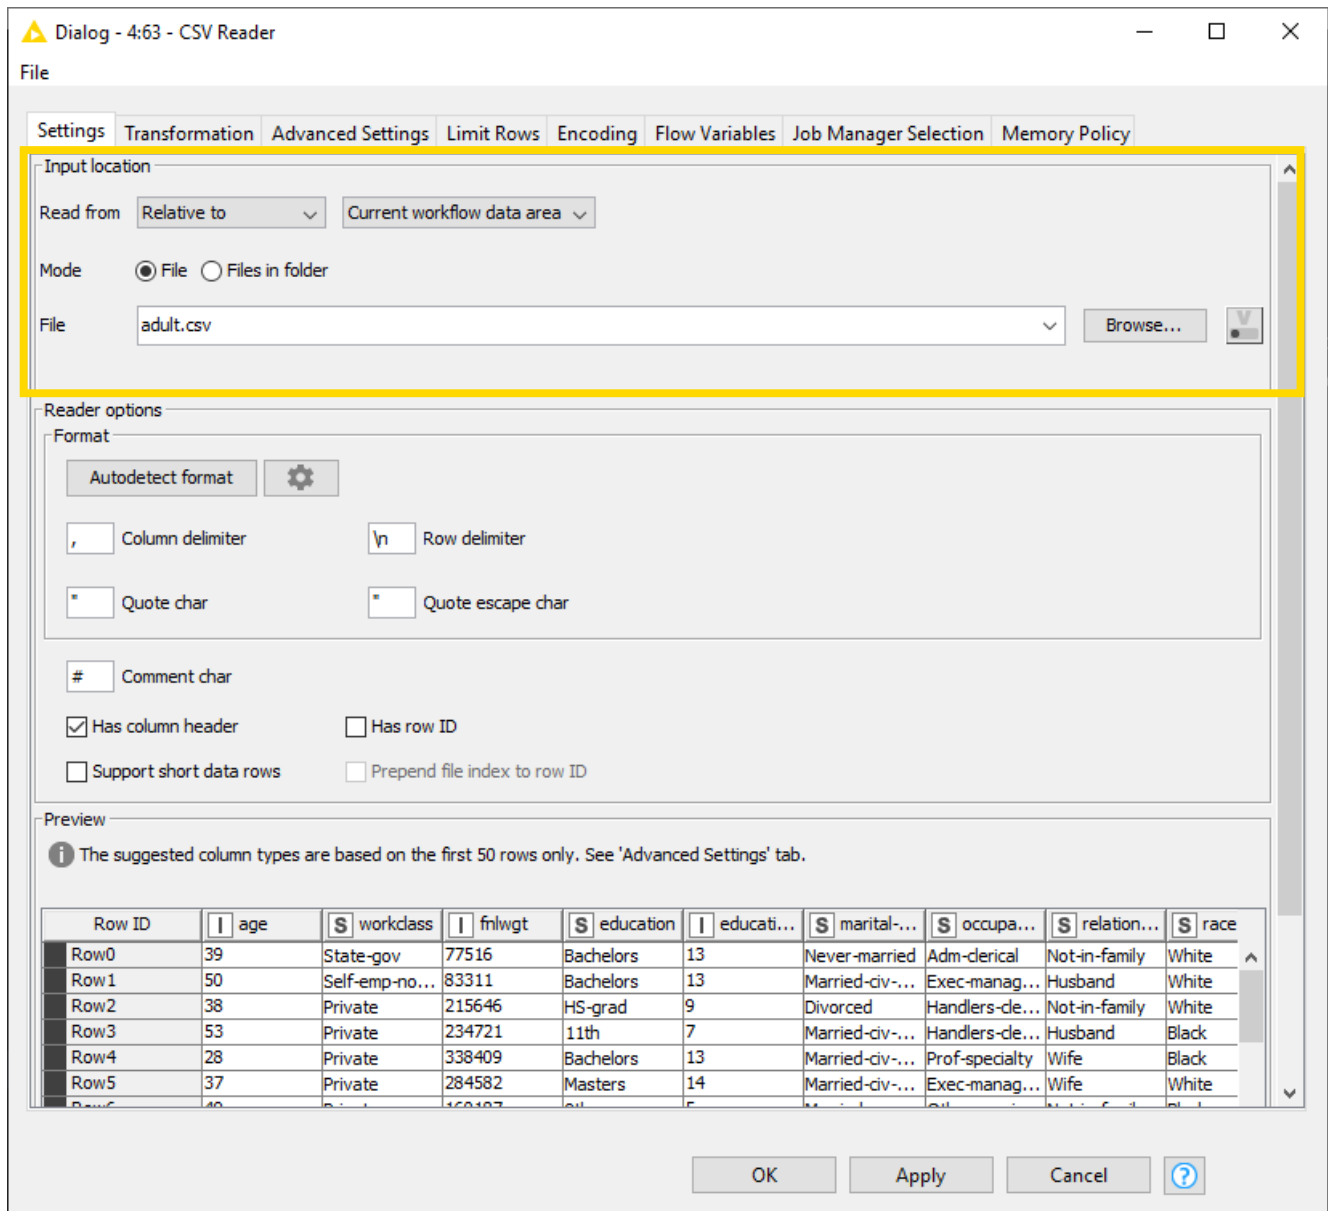 Dialog - 4:63 - CSV Reader
File
Settings Transformation Advanced Settings Limit Rows Encoding Flow Variables Job Manager Selection Memory Policy
Input location
Read from Relative to Current workflow data area
Mode File Files in folder
File adult.csv Browse...
V
Reader options
Format
Autodetect format
, Column delimiter \n Row delimiter
" Quote char " Quote escape char
# Comment char
Has column header Has row ID
Support short data rows Prepend file index to row ID
Preview
i The suggested column types are based on the first 50 rows only. See 'Advanced Settings' tab.
Row ID I age S workclass I fnlwgt S education I educati... S marital-... S occupa... S relation... S race
Row0 39 State-gov 77516 Bachelors 13 Never-married Adm-clerical Not-in-family White
Row1 50 Self-emp-no... 83311 Bachelors 13 Married-civ-... Exec-manag... Husband White
Row2 38 Private 215646 HS-grad 9 Divorced Handlers-cle... Not-in-family White
Row3 53 Private 234721 11th 7 Married-civ-... Handlers-cle... Husband Black
Row4 28 Private 338409 Bachelors 13 Married-civ-... Prof-specialty Wife Black
Row5 37 Private 284582 Masters 14 Married-civ-... Exec-manag... Wife White
OK Apply Cancel ?